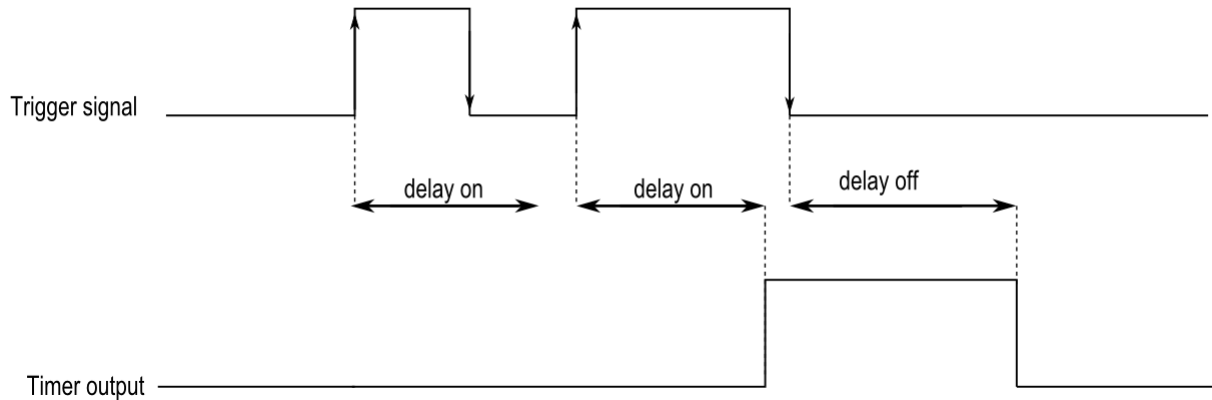 Trigger signal
delay on
delay on
delay off
Timer output